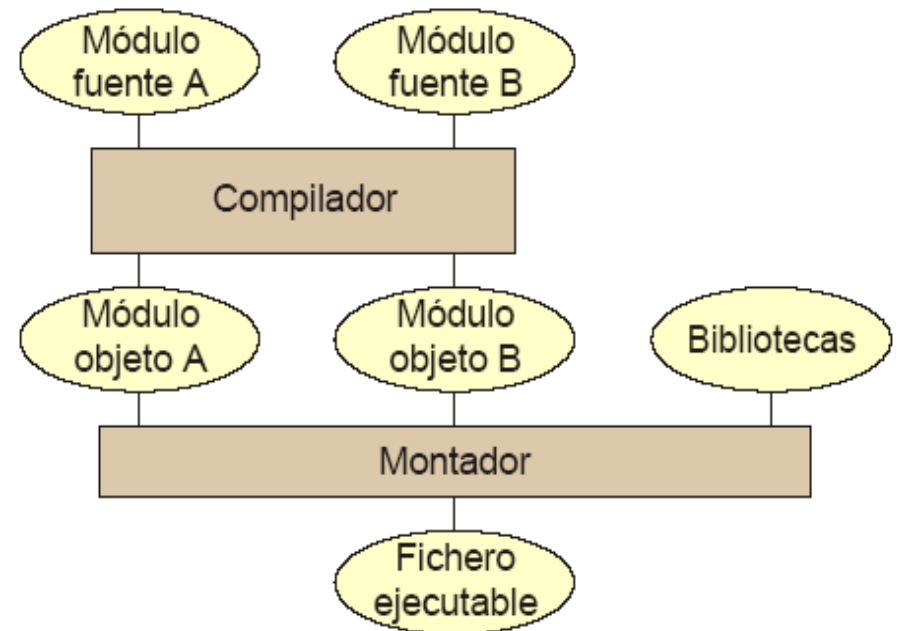 Módulo
fuente A
Módulo
fuente B
Compilador
Módulo
objeto A
Módulo
objeto B
Bibliotecas
Montador
Fichero
ejecutable